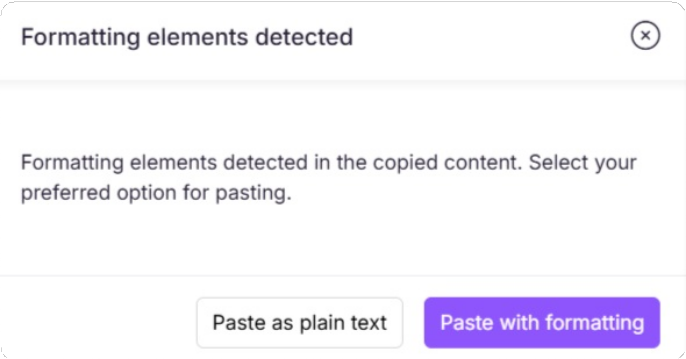 Formatting elements detected
Formatting elements detected in the copied content. Select your
preferred option for pasting.
Paste as plain text
Paste with formatting